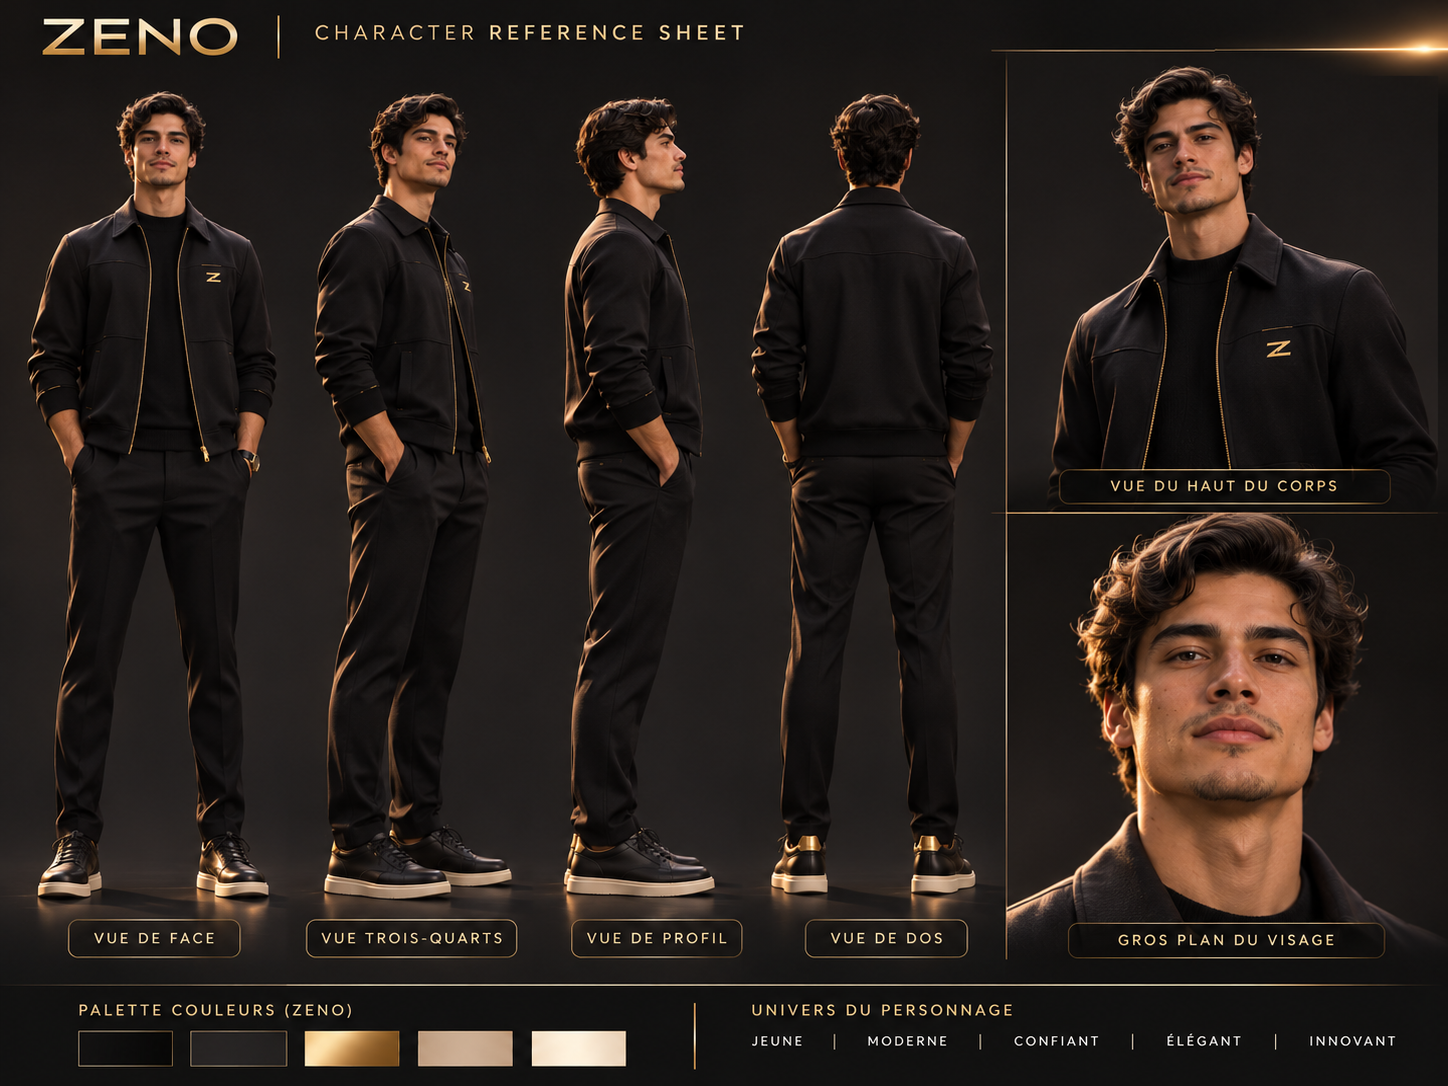 ZENO
CHARACTER REFERENCE SHEET
Z
Z
Z
VUE DU HAUT DU CORPS
VUE DE FACE
VUE TROIS-QUARTS
VUE DE PROFIL
VUE DE DOS
GROS PLAN DU VISAGE
PALETTE COULEURS (ZENO)
UNIVERS DU PERSONNAGE
JEUNE | MODERNE | CONFIANT | ÉLÉGANT | INNOVANT